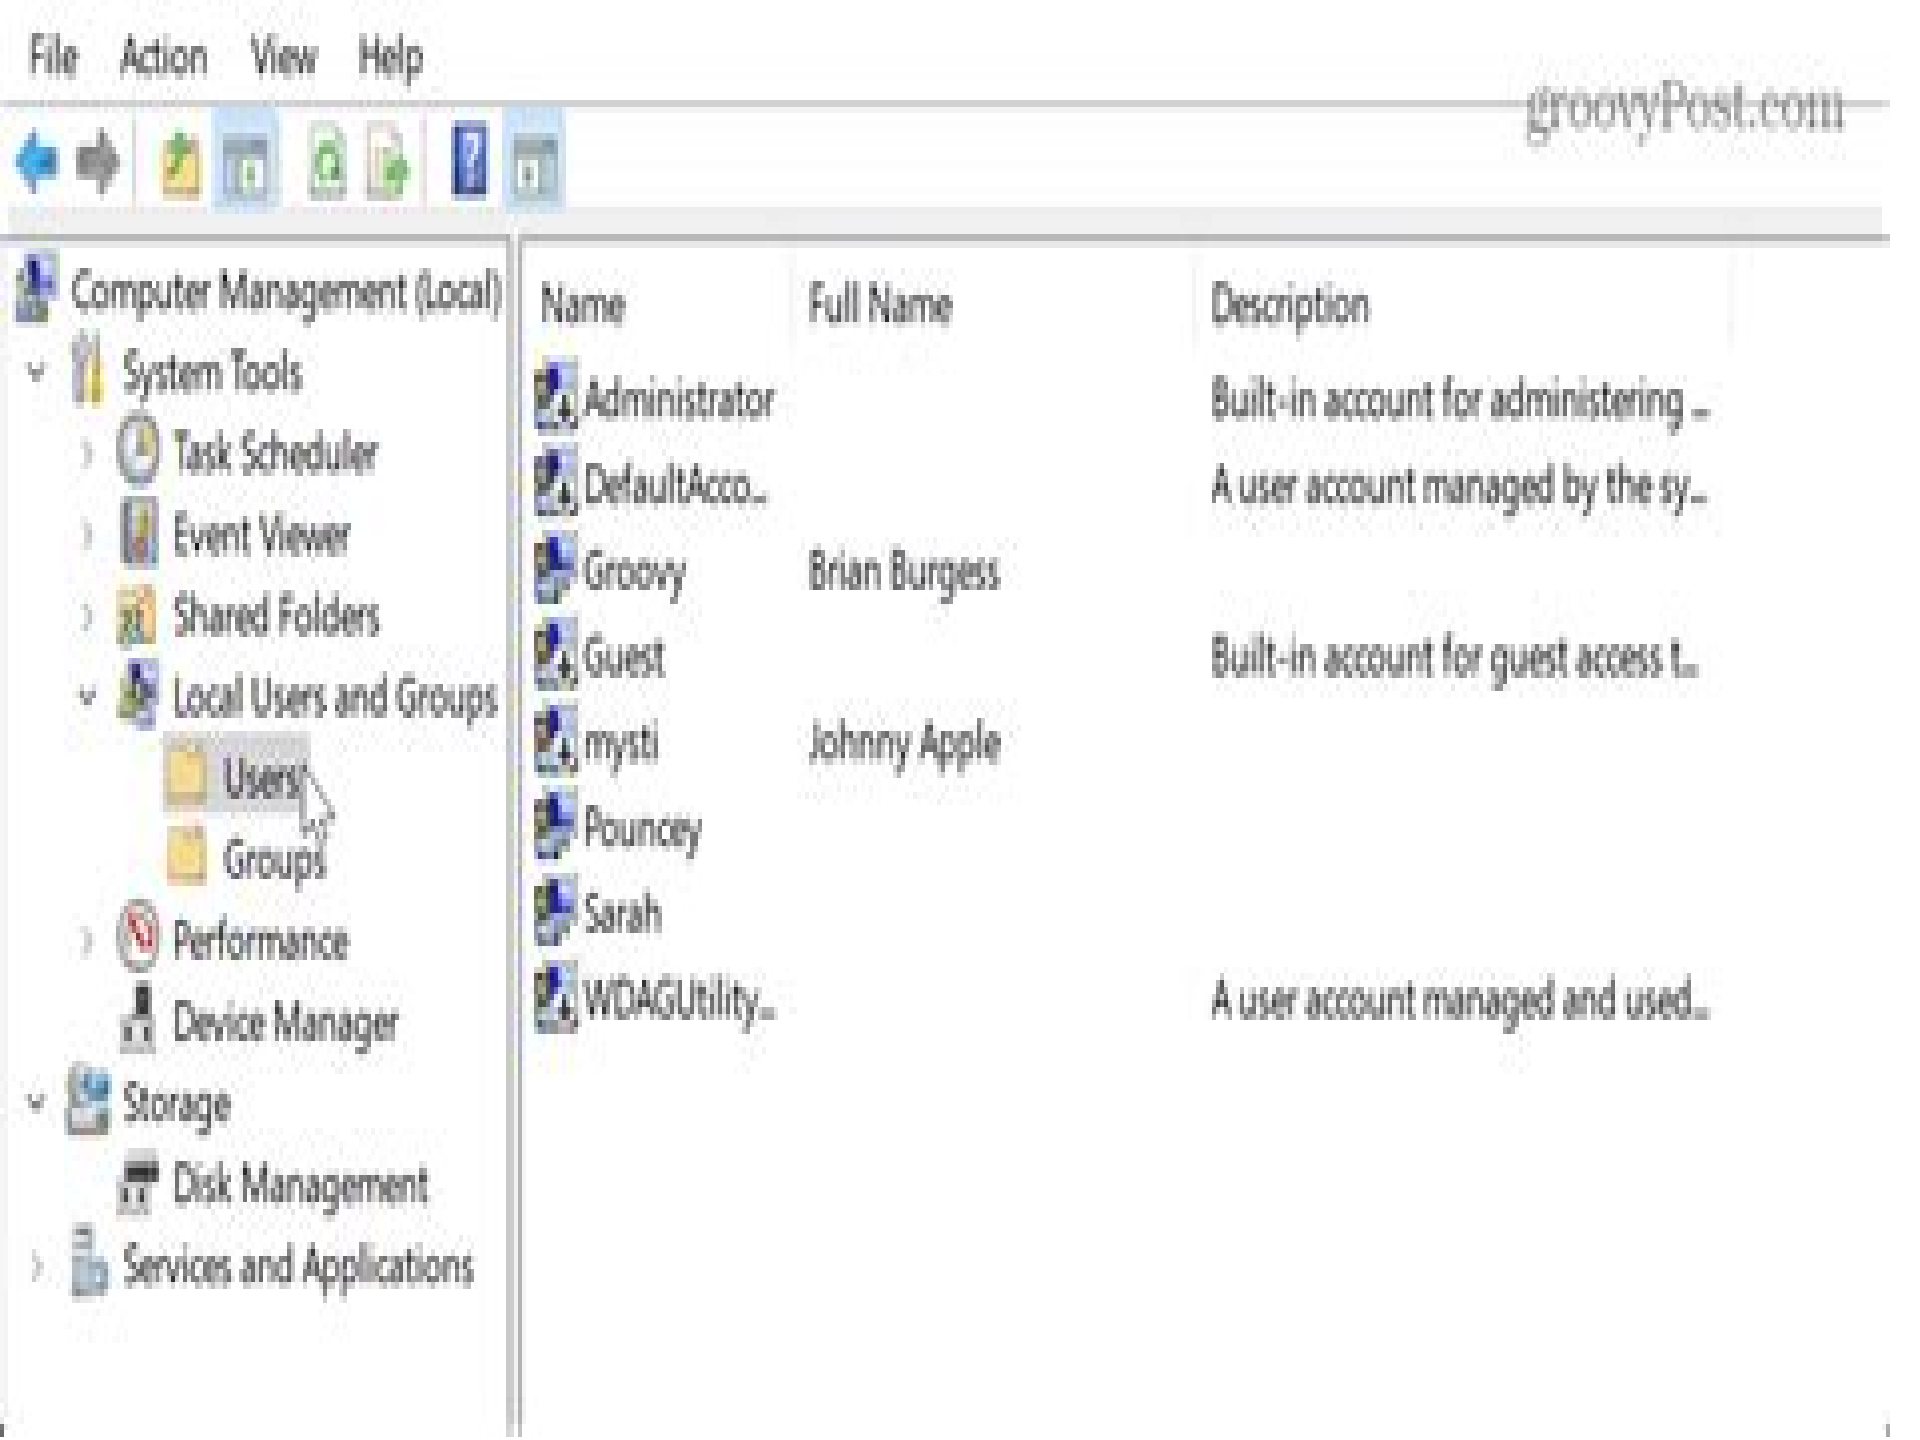 File Action View Help
groovyPost.com
Computer Management (Local)
System Tools
Task Scheduler
Event Viewer
Shared Folders
Local Users and Groups
Users
Groups
Performance
Device Manager
Storage
Disk Management
Services and Applications
Name Full Name Description
Administrator Built-in account for administering ...
DefaultAcco... A user account managed by the sy...
Groovy Brian Burgess
Guest Built-in account for guest access t...
mysti Johnny Apple
Pouncey
Sarah
WDAGUtility... A user account managed and used...